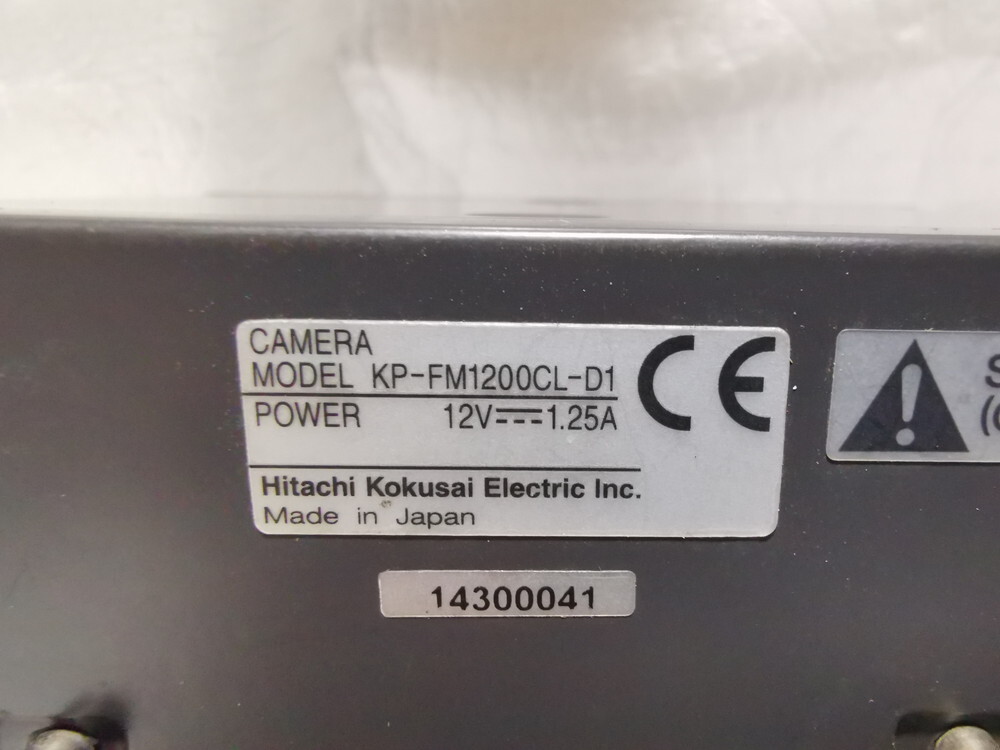 CAMERA
MODEL KP-FM1200CL-D1
POWER 12V⎓1.25A
CE
Hitachi Kokusai Electric Inc.
Made in Japan
14300041